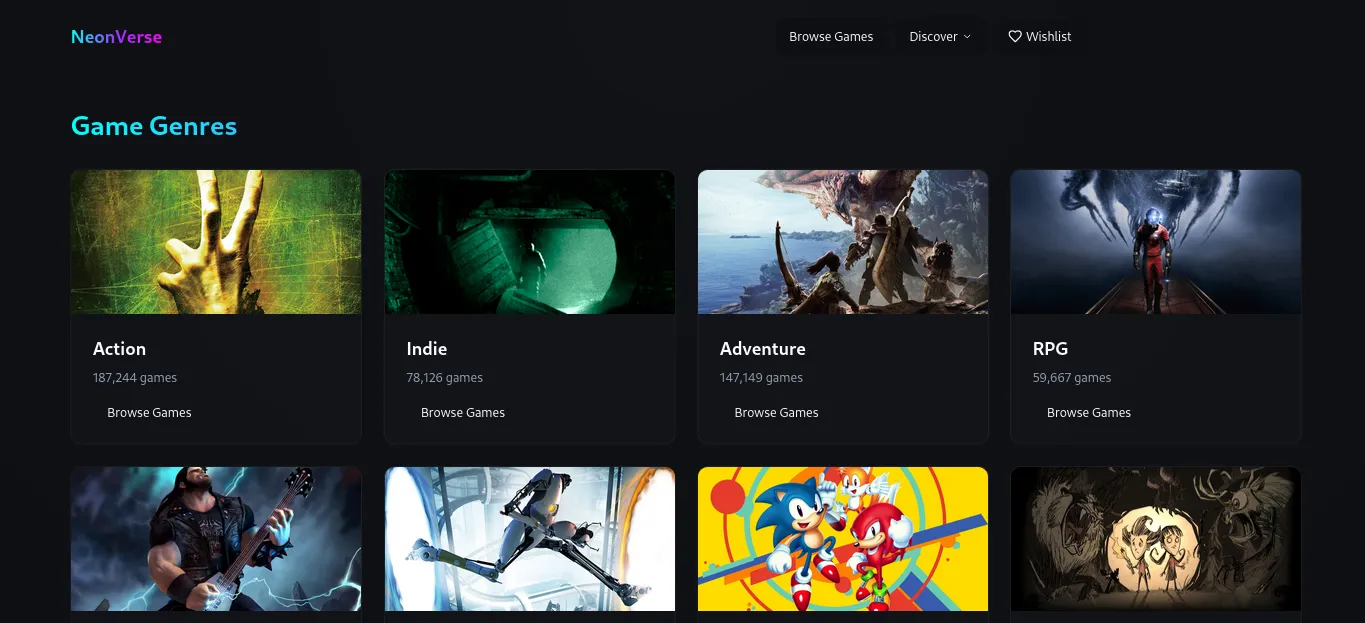 NeonVerse
Browse Games
Discover
Wishlist
Game Genres
Action
187,244 games
Browse Games
Indie
78,126 games
Browse Games
Adventure
147,149 games
Browse Games
RPG
59,667 games
Browse Games